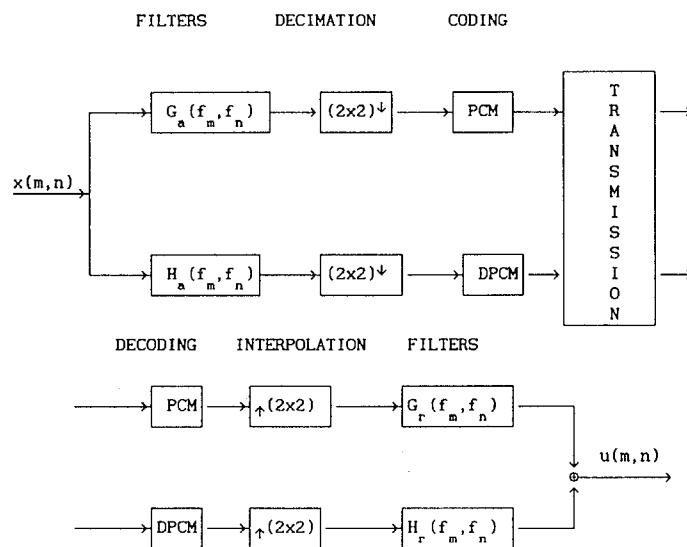 FILTERS DECIMATION CODING
G_a(f_m,f_n) (2x2)↓ PCM
x(m,n)
H_a(f_m,f_n) (2x2)↓ DPCM
TRANSMISSION
DECODING INTERPOLATION FILTERS
PCM ↑(2x2) G_r(f_m,f_n)
u(m,n)
DPCM ↑(2x2) H_r(f_m,f_n)